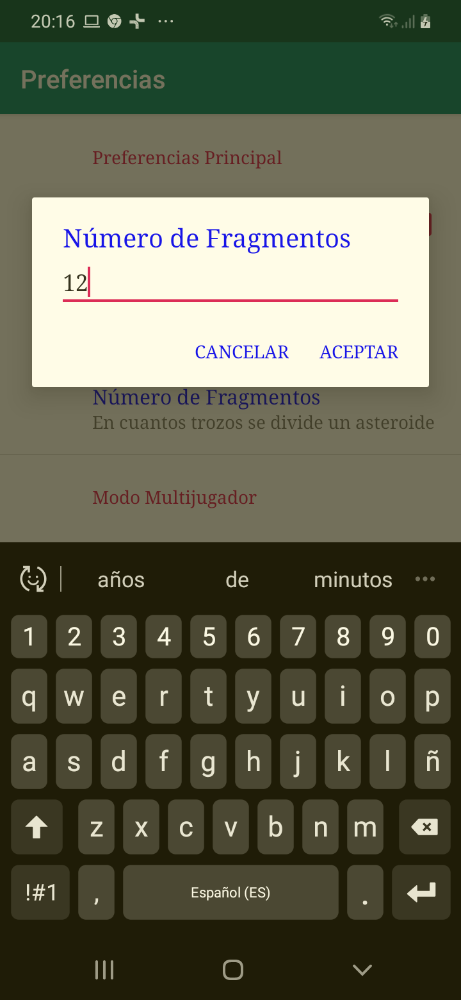 20:16
Preferencias
Preferencias Principal
Número de Fragmentos
12
CANCELAR ACEPTAR
Número de Fragmentos
En cuantos trozos se divide un asteroide
Modo Multijugador
años de minutos
1 2 3 4 5 6 7 8 9 0
q w e r t y u i o p
a s d f g h j k l ñ
z x c v b n m
!#1 , Español (ES) .